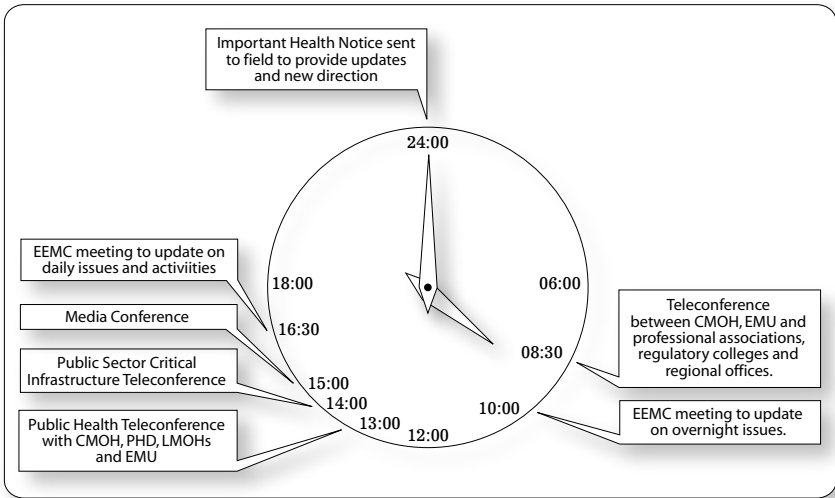 Important Health Notice sent
to field to provide updates
and new direction
24:00
EEMC meeting to update on
daily issues and activiities
18:00
06:00
Media Conference
16:30
Teleconference
between CMOH, EMU and
professional associations,
regulatory colleges and
regional offices.
08:30
Public Sector Critical
Infrastructure Teleconference
15:00
14:00
10:00
EEMC meeting to update
on overnight issues.
Public Health Teleconference
with CMOH, PHD, LMOHs
and EMU
13:00
12:00